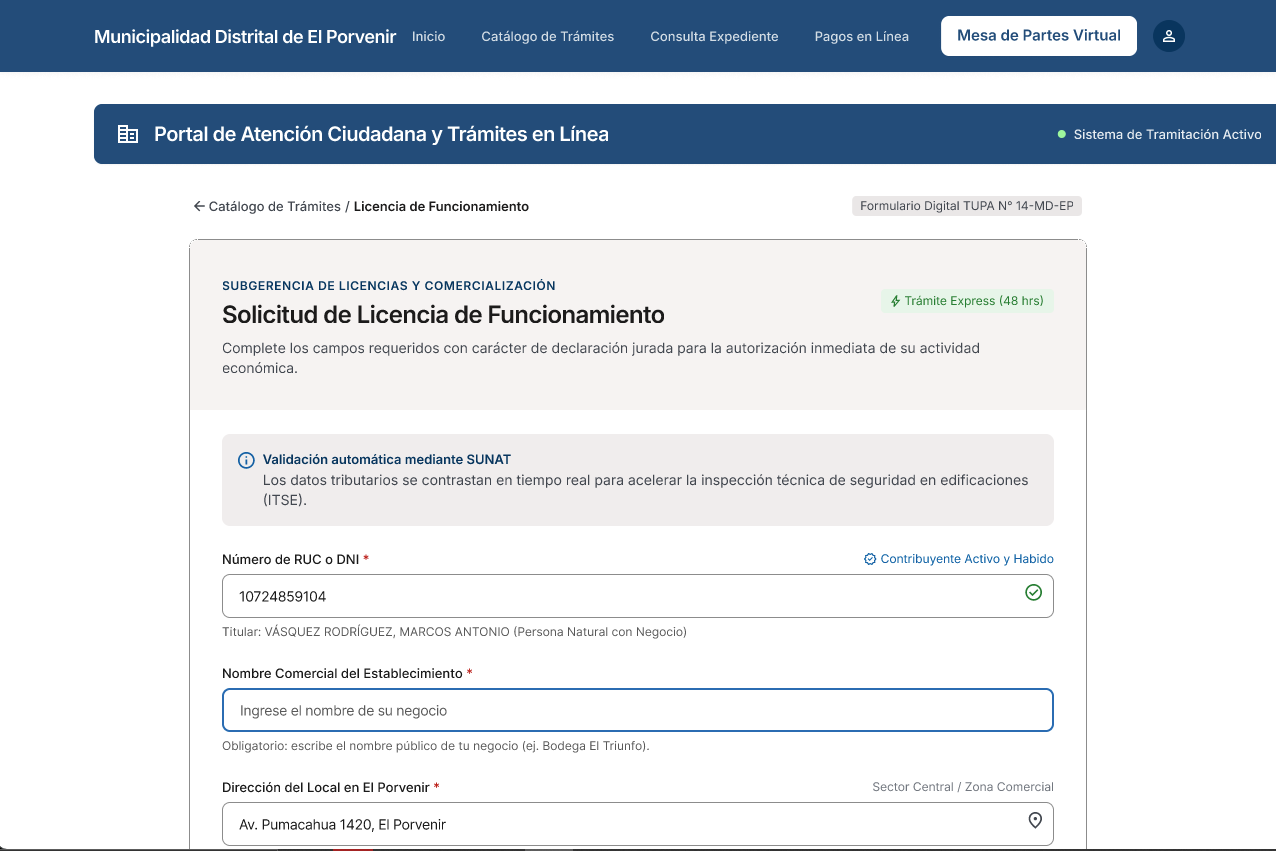 Municipalidad Distrital de El Porvenir Inicio Catálogo de Trámites Consulta Expediente Pagos en Línea Mesa de Partes Virtual
Portal de Atención Ciudadana y Trámites en Línea Sistema de Tramitación Activo
Catálogo de Trámites / Licencia de Funcionamiento Formulario Digital TUPA N° 14-MD-EP
SUBGERENCIA DE LICENCIAS Y COMERCIALIZACIÓN
Trámite Express (48 hrs)
Solicitud de Licencia de Funcionamiento
Complete los campos requeridos con carácter de declaración jurada para la autorización inmediata de su actividad
económica.
Validación automática mediante SUNAT
Los datos tributarios se contrastan en tiempo real para acelerar la inspección técnica de seguridad en edificaciones
(ITSE).
Número de RUC o DNI * Contribuyente Activo y Habido
10724859104
Titular: VÁSQUEZ RODRÍGUEZ, MARCOS ANTONIO (Persona Natural con Negocio)
Nombre Comercial del Establecimiento *
Ingrese el nombre de su negocio
Obligatorio: escribe el nombre público de tu negocio (ej. Bodega El Triunfo).
Dirección del Local en El Porvenir * Sector Central / Zona Comercial
Av. Pumacahua 1420, El Porvenir